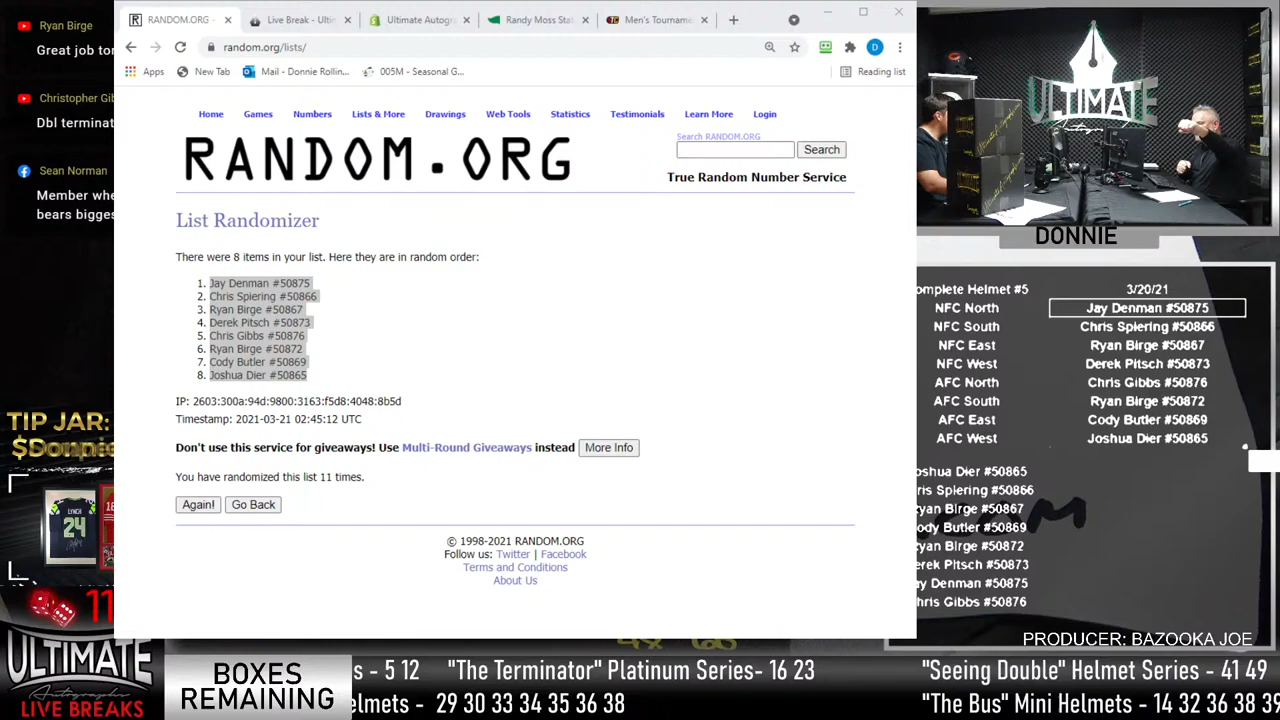 Ryan Birge
Great job tor
Christopher Gib
Dbl terminat
Sean Norman
Member whe
bears bigges
TIP JAR:
$Donnie
LYNCH
24
11
ULTIMATE
Autographs
LIVE BREAKS
RANDOM.ORG -
Live Break - Ultim
Ultimate Autogra
Randy Moss Stat
Men's Tourname
random.org/lists/
D
Apps
New Tab
Mail - Donnie Rollin...
005M - Seasonal G...
Reading list
Home Games Numbers Lists & More Drawings Web Tools Statistics Testimonials Learn More Login
RANDOM.ORG
Search RANDOM.ORG
Search
True Random Number Service
List Randomizer
There were 8 items in your list. Here they are in random order:
1. Jay Denman #50875
2. Chris Spiering #50866
3. Ryan Birge #50867
4. Derek Pitsch #50873
5. Chris Gibbs #50876
6. Ryan Birge #50872
7. Cody Butler #50869
8. Joshua Dier #50865
IP: 2603:300a:94d:9800:3163:f5d8:4048:8b5d
Timestamp: 2021-03-21 02:45:12 UTC
Don't use this service for giveaways! Use Multi-Round Giveaways instead More Info
You have randomized this list 11 times.
Again! Go Back
© 1998-2021 RANDOM.ORG
Follow us: Twitter | Facebook
Terms and Conditions
About Us
ULTIMATE
DONNIE
omplete Helmet #5 3/20/21
NFC North Jay Denman #50875
NFC South Chris Spiering #50866
NFC East Ryan Birge #50867
NFC West Derek Pitsch #50873
AFC North Chris Gibbs #50876
AFC South Ryan Birge #50872
AFC East Cody Butler #50869
AFC West Joshua Dier #50865
oshua Dier #50865
ris Spiering #50866
yan Birge #50867
ody Butler #50869
yan Birge #50872
erek Pitsch #50873
ay Denman #50875
hris Gibbs #50876
PRODUCER: BAZOOKA JOE
BOXES
REMAINING
s - 5 12 "The Terminator" Platinum Series- 16 23 "Seeing Double" Helmet Series - 41 49
elmets - 29 30 33 34 35 36 38 "The Bus" Mini Helmets - 14 32 36 38 39